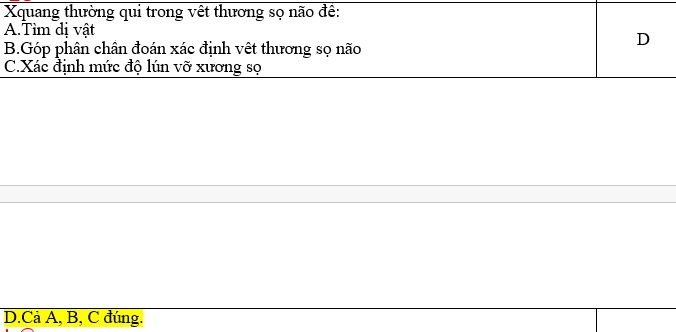 Xquang thường qui trong vết thương sọ não để:
A.Tìm dị vật
B.Góp phần chẩn đoán xác định vết thương sọ não
C.Xác định mức độ lún vỡ xương sọ
D
D.Cả A, B, C đúng.